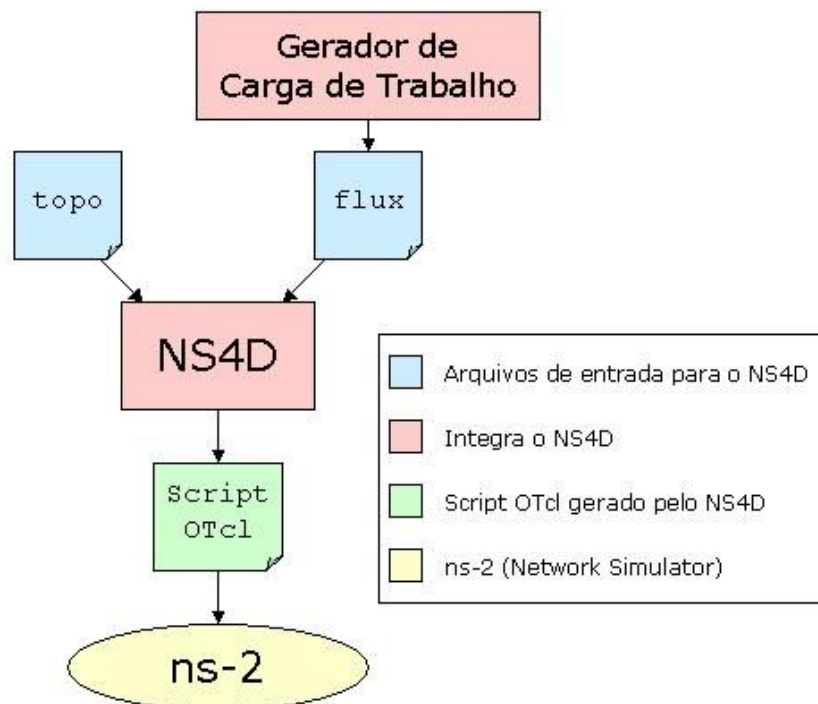 Gerador de
Carga de Trabalho
topo
flux
NS4D
Script
OTcl
ns-2
Arquivos de entrada para o NS4D
Integra o NS4D
Script OTcl gerado pelo NS4D
ns-2 (Network Simulator)